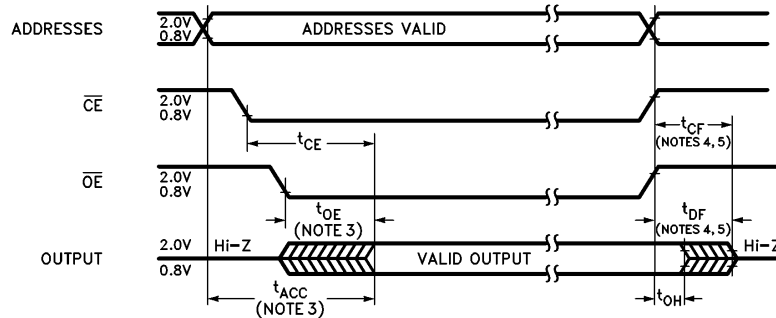 ADDRESSES
2.0V
0.8V
ADDRESSES VALID
CE
2.0V
0.8V
tCE
tCF
(NOTES 4, 5)
OE
2.0V
0.8V
tOE
(NOTE 3)
tDF
(NOTES 4, 5)
OUTPUT
2.0V
0.8V
Hi-Z
VALID OUTPUT
Hi-Z
tACC
(NOTE 3)
tOH